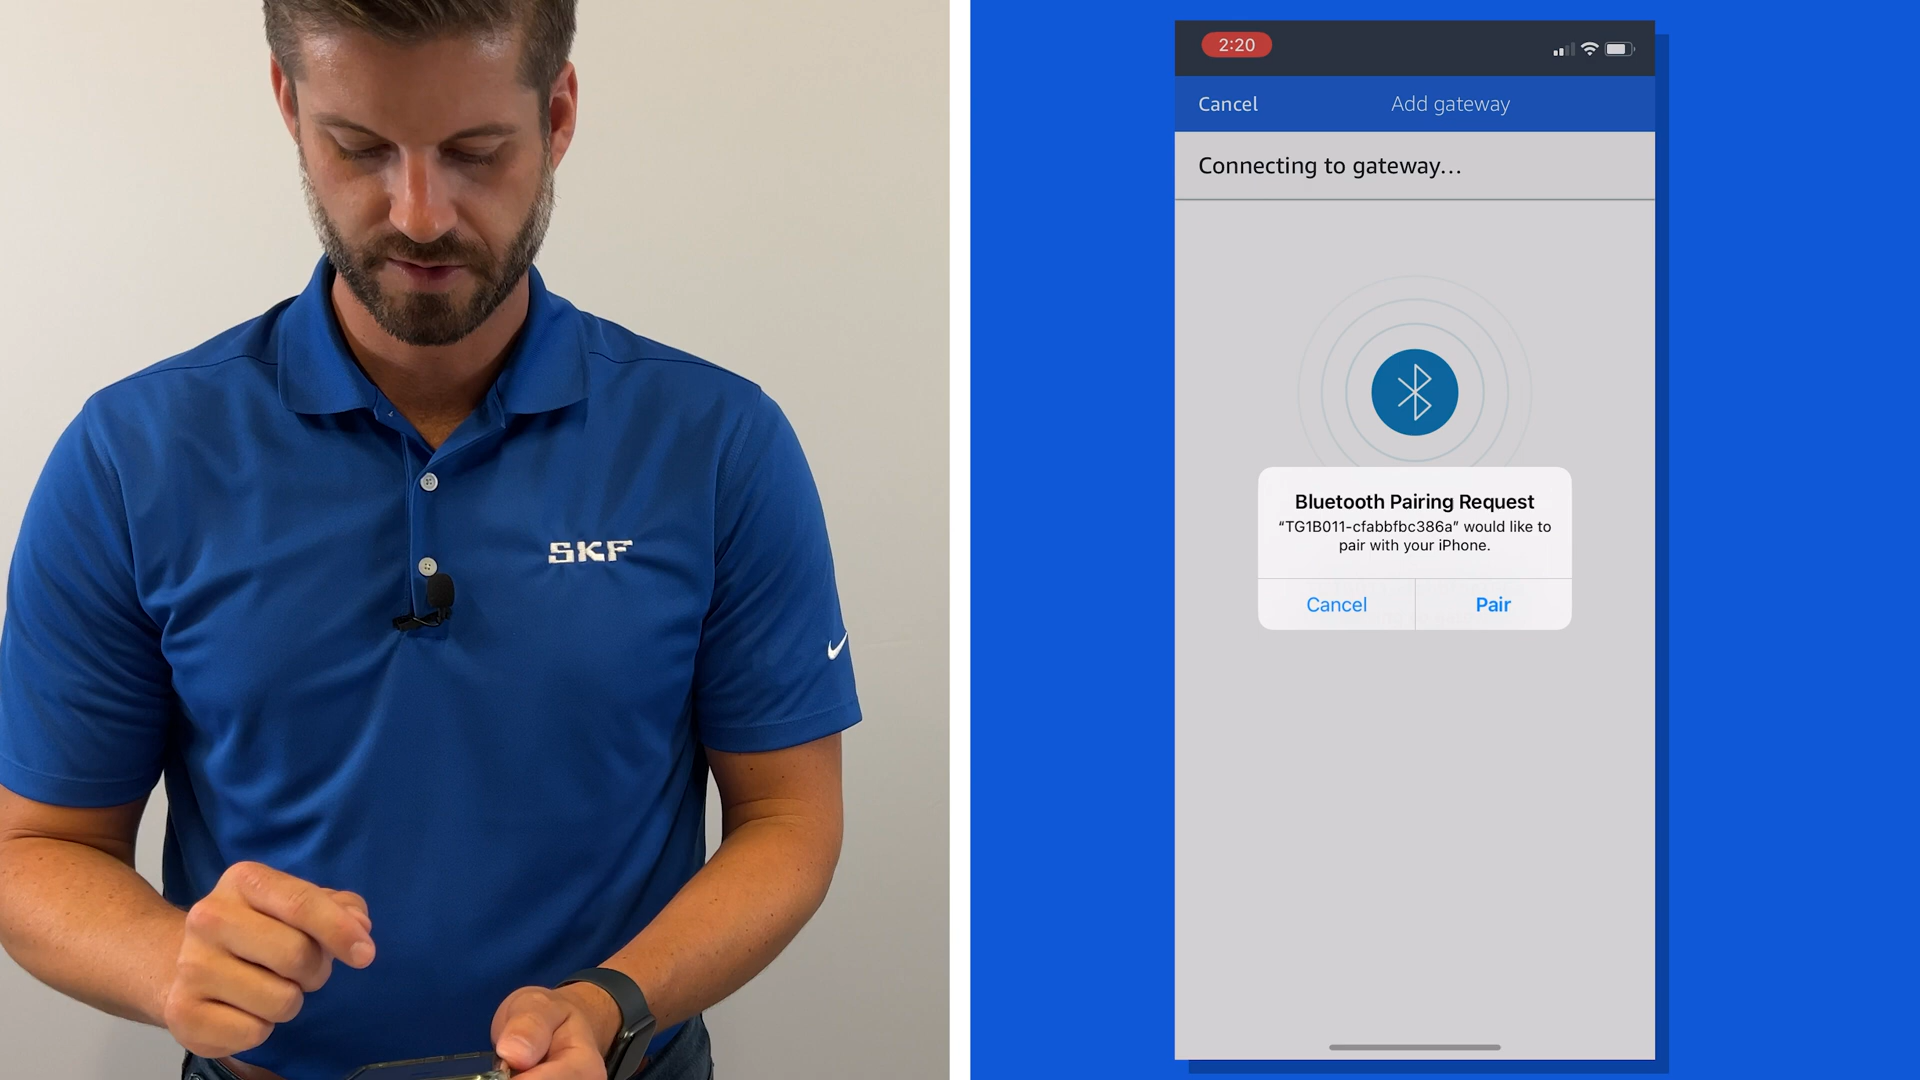 SKF
2:20
Cancel
Add gateway
Connecting to gateway...
Bluetooth Pairing Request
“TG1B011-cfabbfbc386a” would like to
pair with your iPhone.
Cancel
Pair